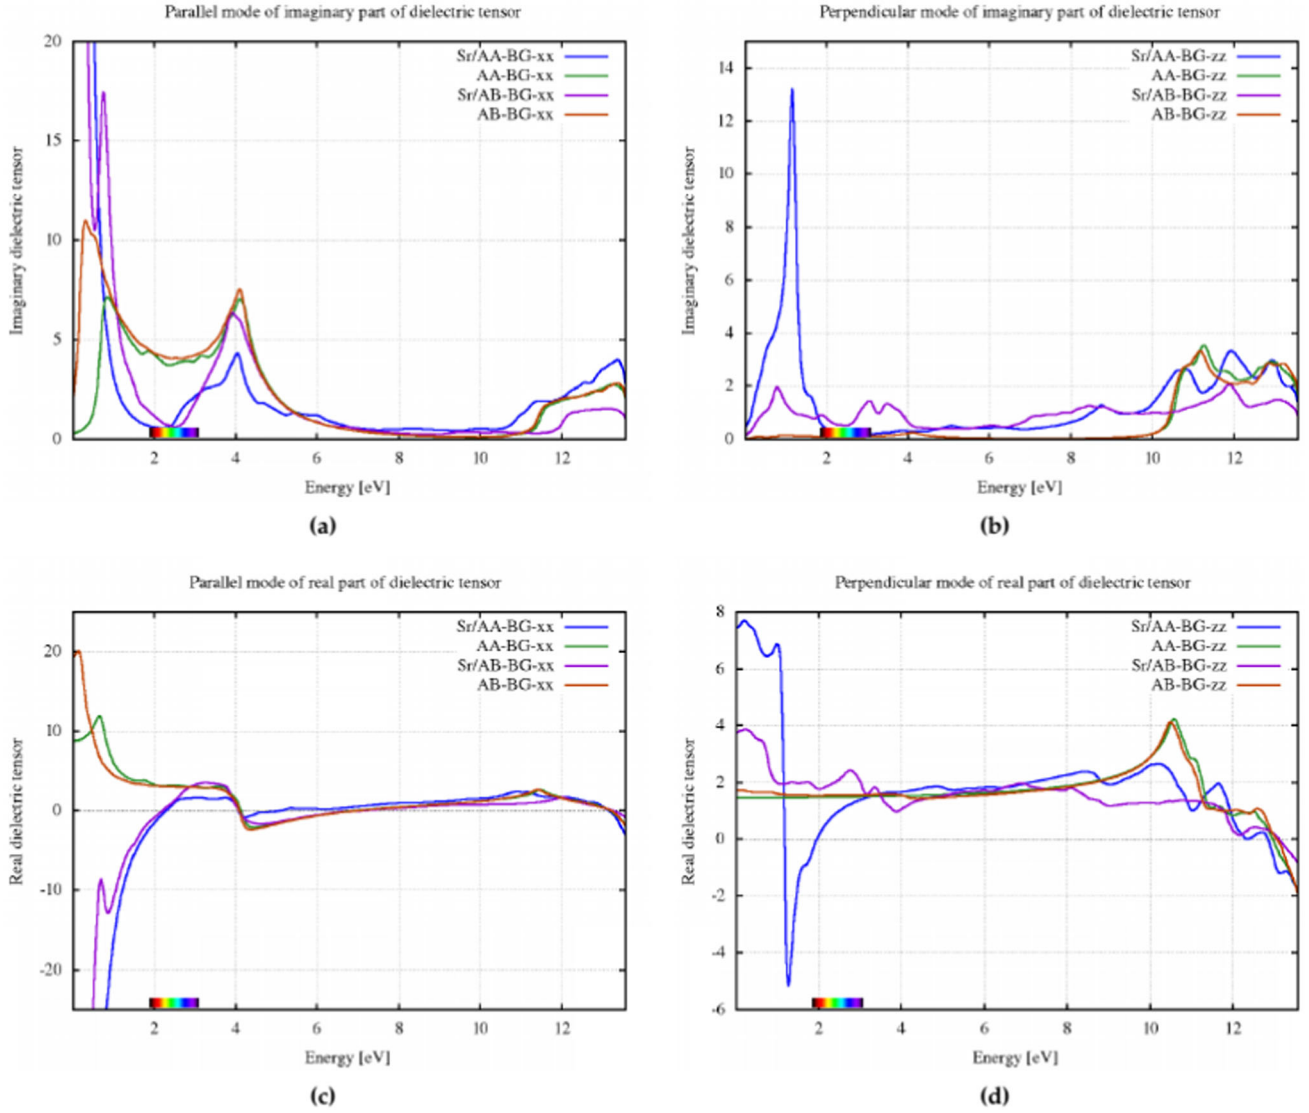 Parallel mode of imaginary part of dielectric tensor
20
15
10
5
0
2 4 6 8 10 12
Imaginary dielectric tensor
Energy [eV]
Sr/AA-BG-xx
AA-BG-xx
Sr/AB-BG-xx
AB-BG-xx
(a)
Perpendicular mode of imaginary part of dielectric tensor
14
12
10
8
6
4
2
0
2 4 6 8 10 12
Imaginary dielectric tensor
Energy [eV]
Sr/AA-BG-zz
AA-BG-zz
Sr/AB-BG-zz
AB-BG-zz
(b)
Parallel mode of real part of dielectric tensor
20
10
0
-10
-20
2 4 6 8 10 12
Real dielectric tensor
Energy [eV]
Sr/AA-BG-xx
AA-BG-xx
Sr/AB-BG-xx
AB-BG-xx
(c)
Perpendicular mode of real part of dielectric tensor
8
6
4
2
0
-2
-4
-6
2 4 6 8 10 12
Real dielectric tensor
Energy [eV]
Sr/AA-BG-zz
AA-BG-zz
Sr/AB-BG-zz
AB-BG-zz
(d)